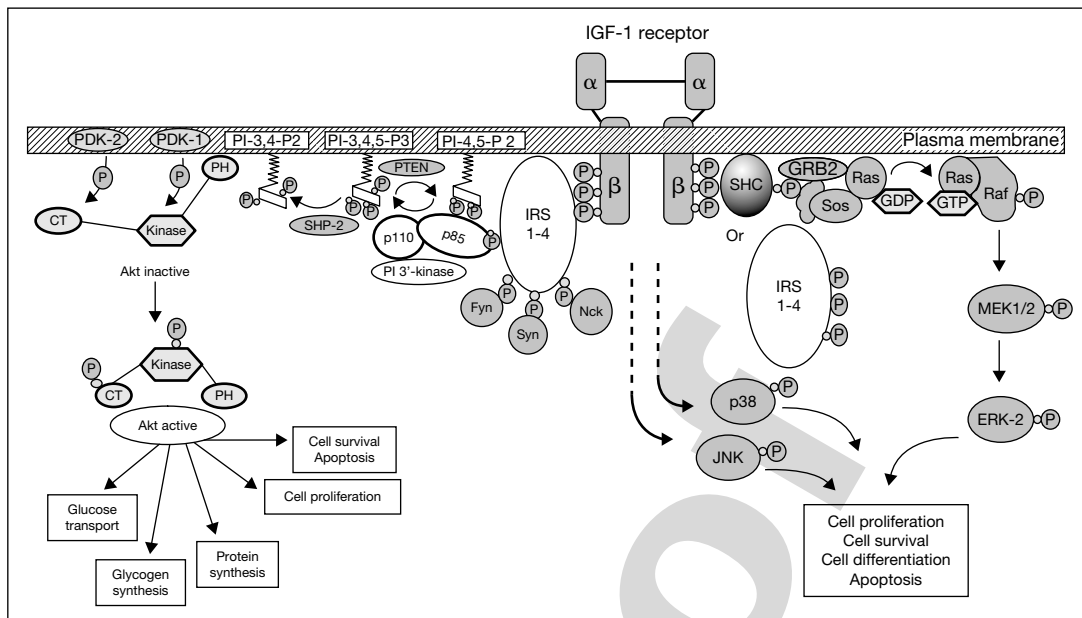 IGF-1 receptor
α
α
PDK-2
PDK-1
PI-3,4-P2
PI-3,4,5-P3
PI-4,5-P 2
Plasma membrane
P
P
PH
CT
Kinase
Akt inactive
P
P
SHP-2
P
P
P
PTEN
P
P
p110
p85
P
PI 3'-kinase
IRS
1-4
P
P
P
β
β
P
P
P
SHC
P
GRB2
Sos
Ras
GDP
Ras
GTP
Raf
P
Or
P
Fyn
P
Syn
P
Nck
IRS
1-4
P
P
P
MEK1/2
P
ERK-2
P
p38
P
JNK
P
P
Kinase
P
CT
PH
Akt active
Cell survival
Apoptosis
Cell proliferation
Glucose
transport
Protein
synthesis
Glycogen
synthesis
Cell proliferation
Cell survival
Cell differentiation
Apoptosis
of